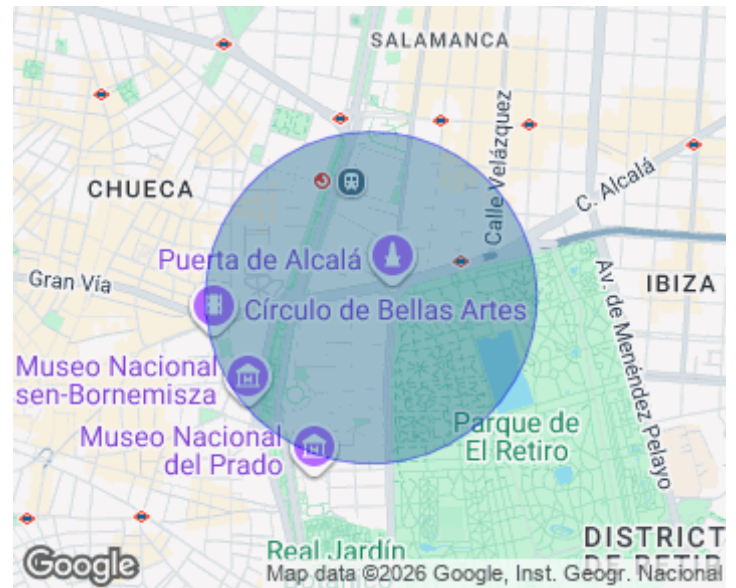 SALAMANCA
Calle Velázquez
CHUECA
C. Alcalá
Puerta de Alcalá
Gran Vía
IBIZA
Círculo de Bellas Artes
Av. de Menéndez Pelayo
Museo Nacional
sen-Bornemisza
Parque de
El Retiro
Museo Nacional
del Prado
Real Jardín
DISTRICT
Google
Map data ©2026 Google, Inst. Geogr. Nacional